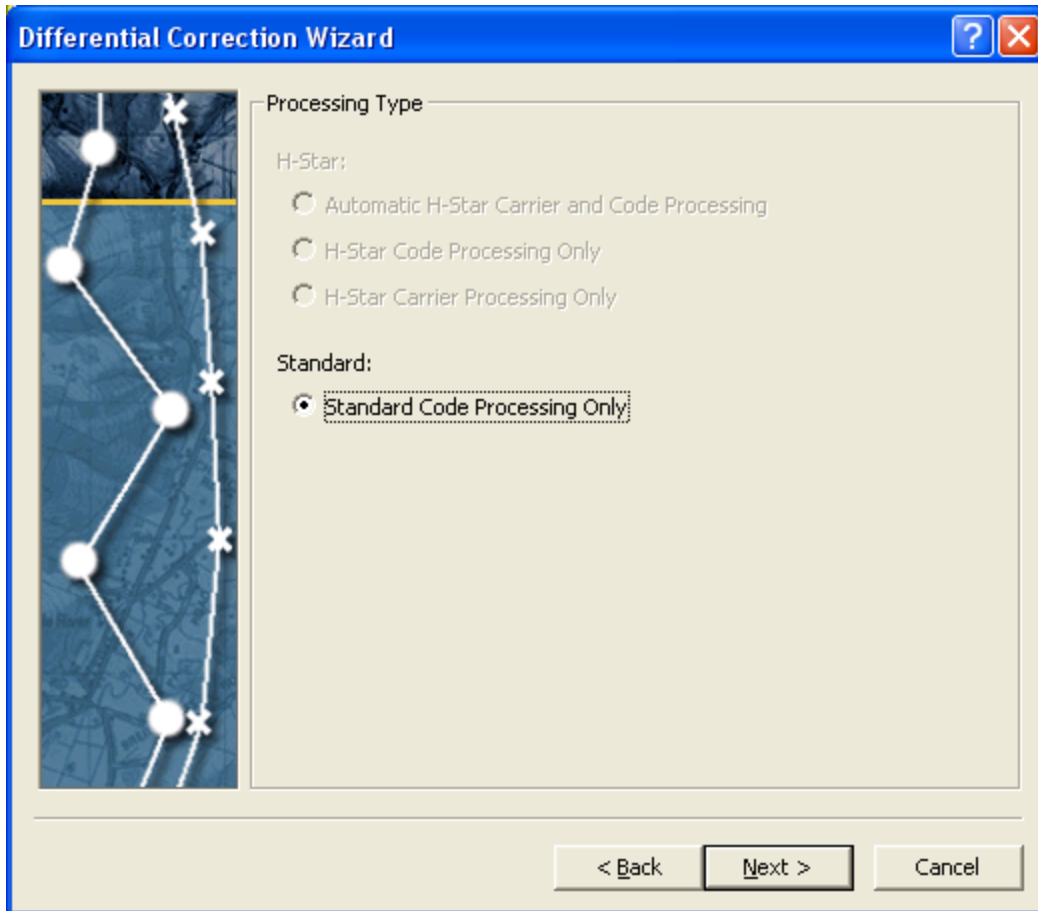 Differential Correction Wizard
Processing Type
H-Star:
Automatic H-Star Carrier and Code Processing
H-Star Code Processing Only
H-Star Carrier Processing Only
Standard:
Standard Code Processing Only
< Back
Next >
Cancel